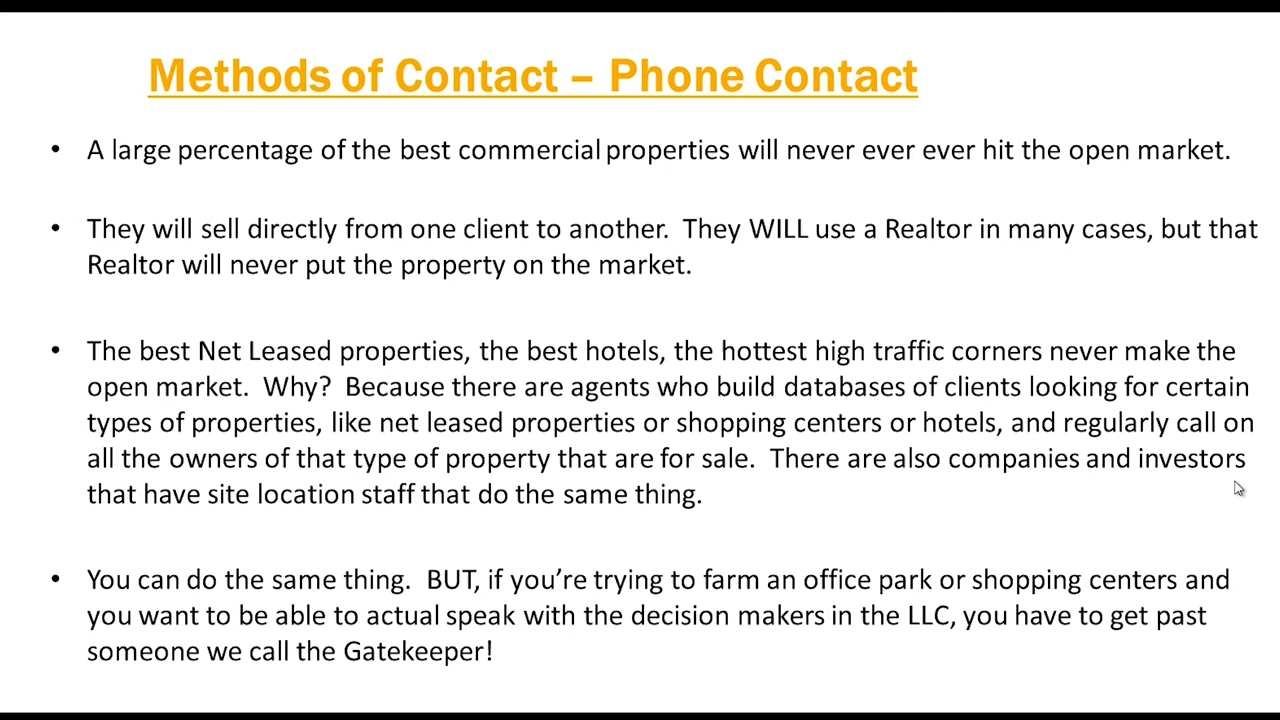 Methods of Contact – Phone Contact
• A large percentage of the best commercial properties will never ever ever hit the open market.
• They will sell directly from one client to another. They WILL use a Realtor in many cases, but that
Realtor will never put the property on the market.
• The best Net Leased properties, the best hotels, the hottest high traffic corners never make the
open market. Why? Because there are agents who build databases of clients looking for certain
types of properties, like net leased properties or shopping centers or hotels, and regularly call on
all the owners of that type of property that are for sale. There are also companies and investors
that have site location staff that do the same thing.
• You can do the same thing. BUT, if you’re trying to farm an office park or shopping centers and
you want to be able to actual speak with the decision makers in the LLC, you have to get past
someone we call the Gatekeeper!